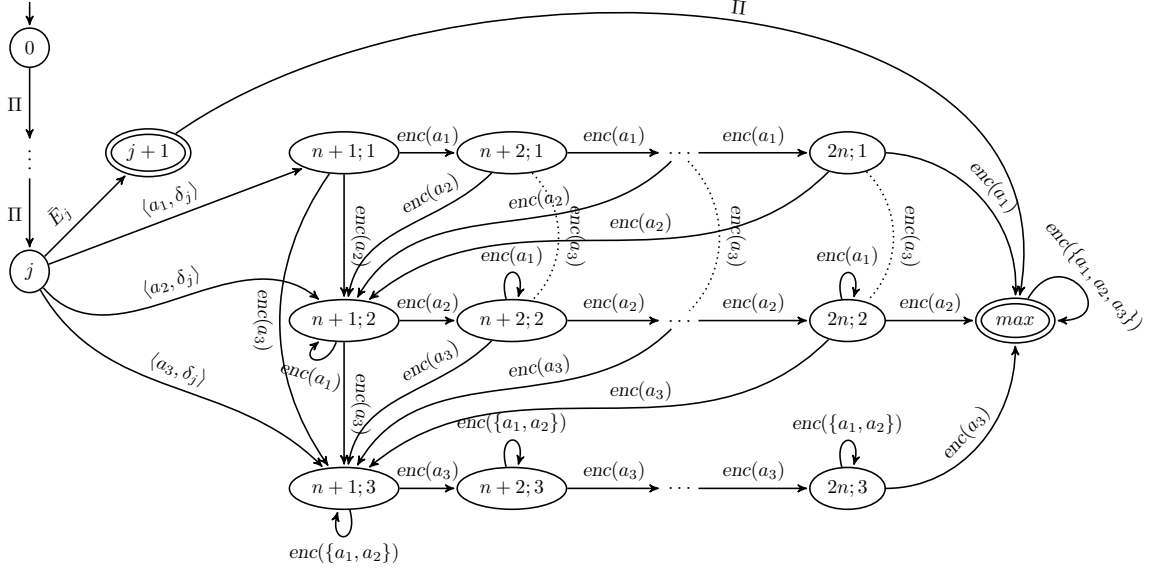 Π
0
Π
⋮
Π
j
j + 1
Ē_j
⟨a_1, δ_j⟩
⟨a_2, δ_j⟩
⟨a_3, δ_j⟩
n + 1; 1
enc(a_1)
n + 2; 1
enc(a_1)
···
enc(a_1)
2n; 1
enc(a_1)
enc(a_2)
enc(a_2)
enc(a_2)
enc(a_2)
enc(a_3)
enc(a_3)
enc(a_3)
enc(a_3)
enc(a_1)
enc(a_1)
n + 1; 2
enc(a_2)
n + 2; 2
enc(a_2)
···
enc(a_2)
2n; 2
enc(a_2)
max
enc({a_1, a_2, a_3})
enc(a_1)
enc(a_3)
enc(a_3)
enc(a_3)
enc(a_3)
enc({a_1, a_2})
enc({a_1, a_2})
n + 1; 3
enc(a_3)
n + 2; 3
enc(a_3)
···
enc(a_3)
2n; 3
enc(a_3)
enc({a_1, a_2})